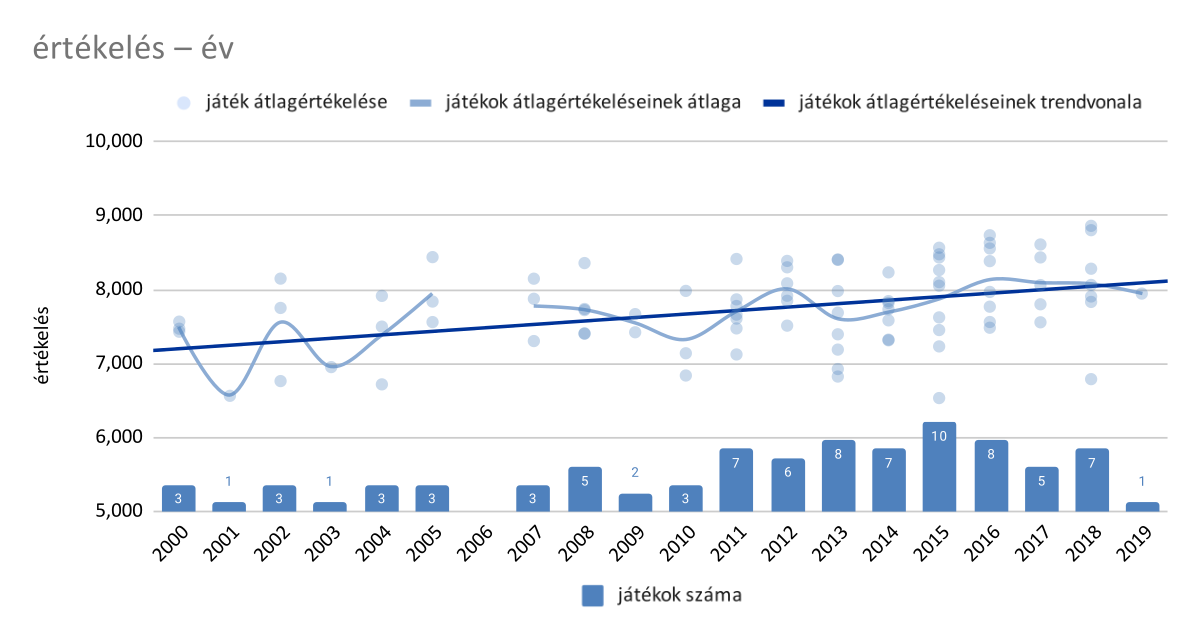 értékelés – év
játék átlagértékelése játékok átlagértékeléseinek átlaga játékok átlagértékeléseinek trendvonala
10,000
9,000
8,000
7,000
6,000
5,000
értékelés
3 1 3 1 3 3 3 5 2 3 7 6 8 7 10 8 5 7 1
2000 2001 2002 2003 2004 2005 2006 2007 2008 2009 2010 2011 2012 2013 2014 2015 2016 2017 2018 2019
játékok száma